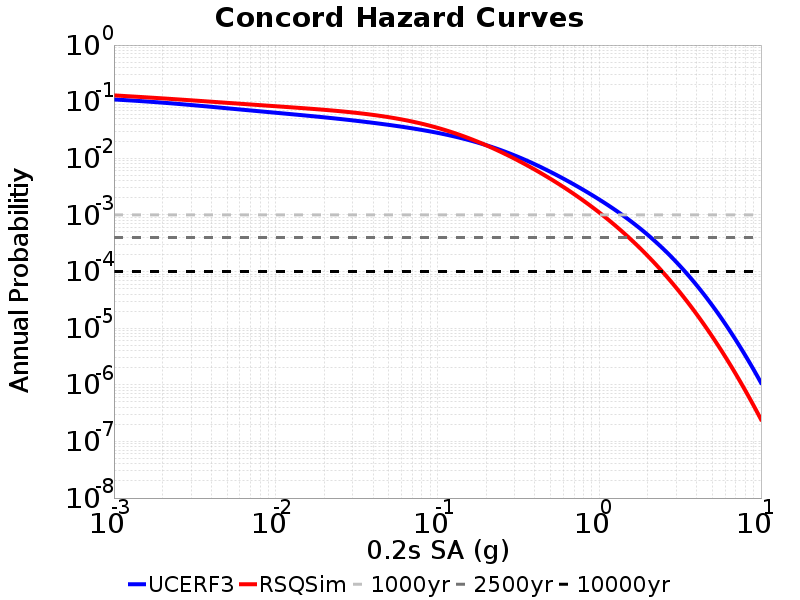 Concord Hazard Curves
10^0
10^-1
10^-2
10^-3
10^-4
10^-5
10^-6
10^-7
10^-8
Annual Probabilitiy
10^-3 10^-2 10^-1 10^0 10^1
0.2s SA (g)
UCERF3 RSQSim 1000yr 2500yr 10000yr